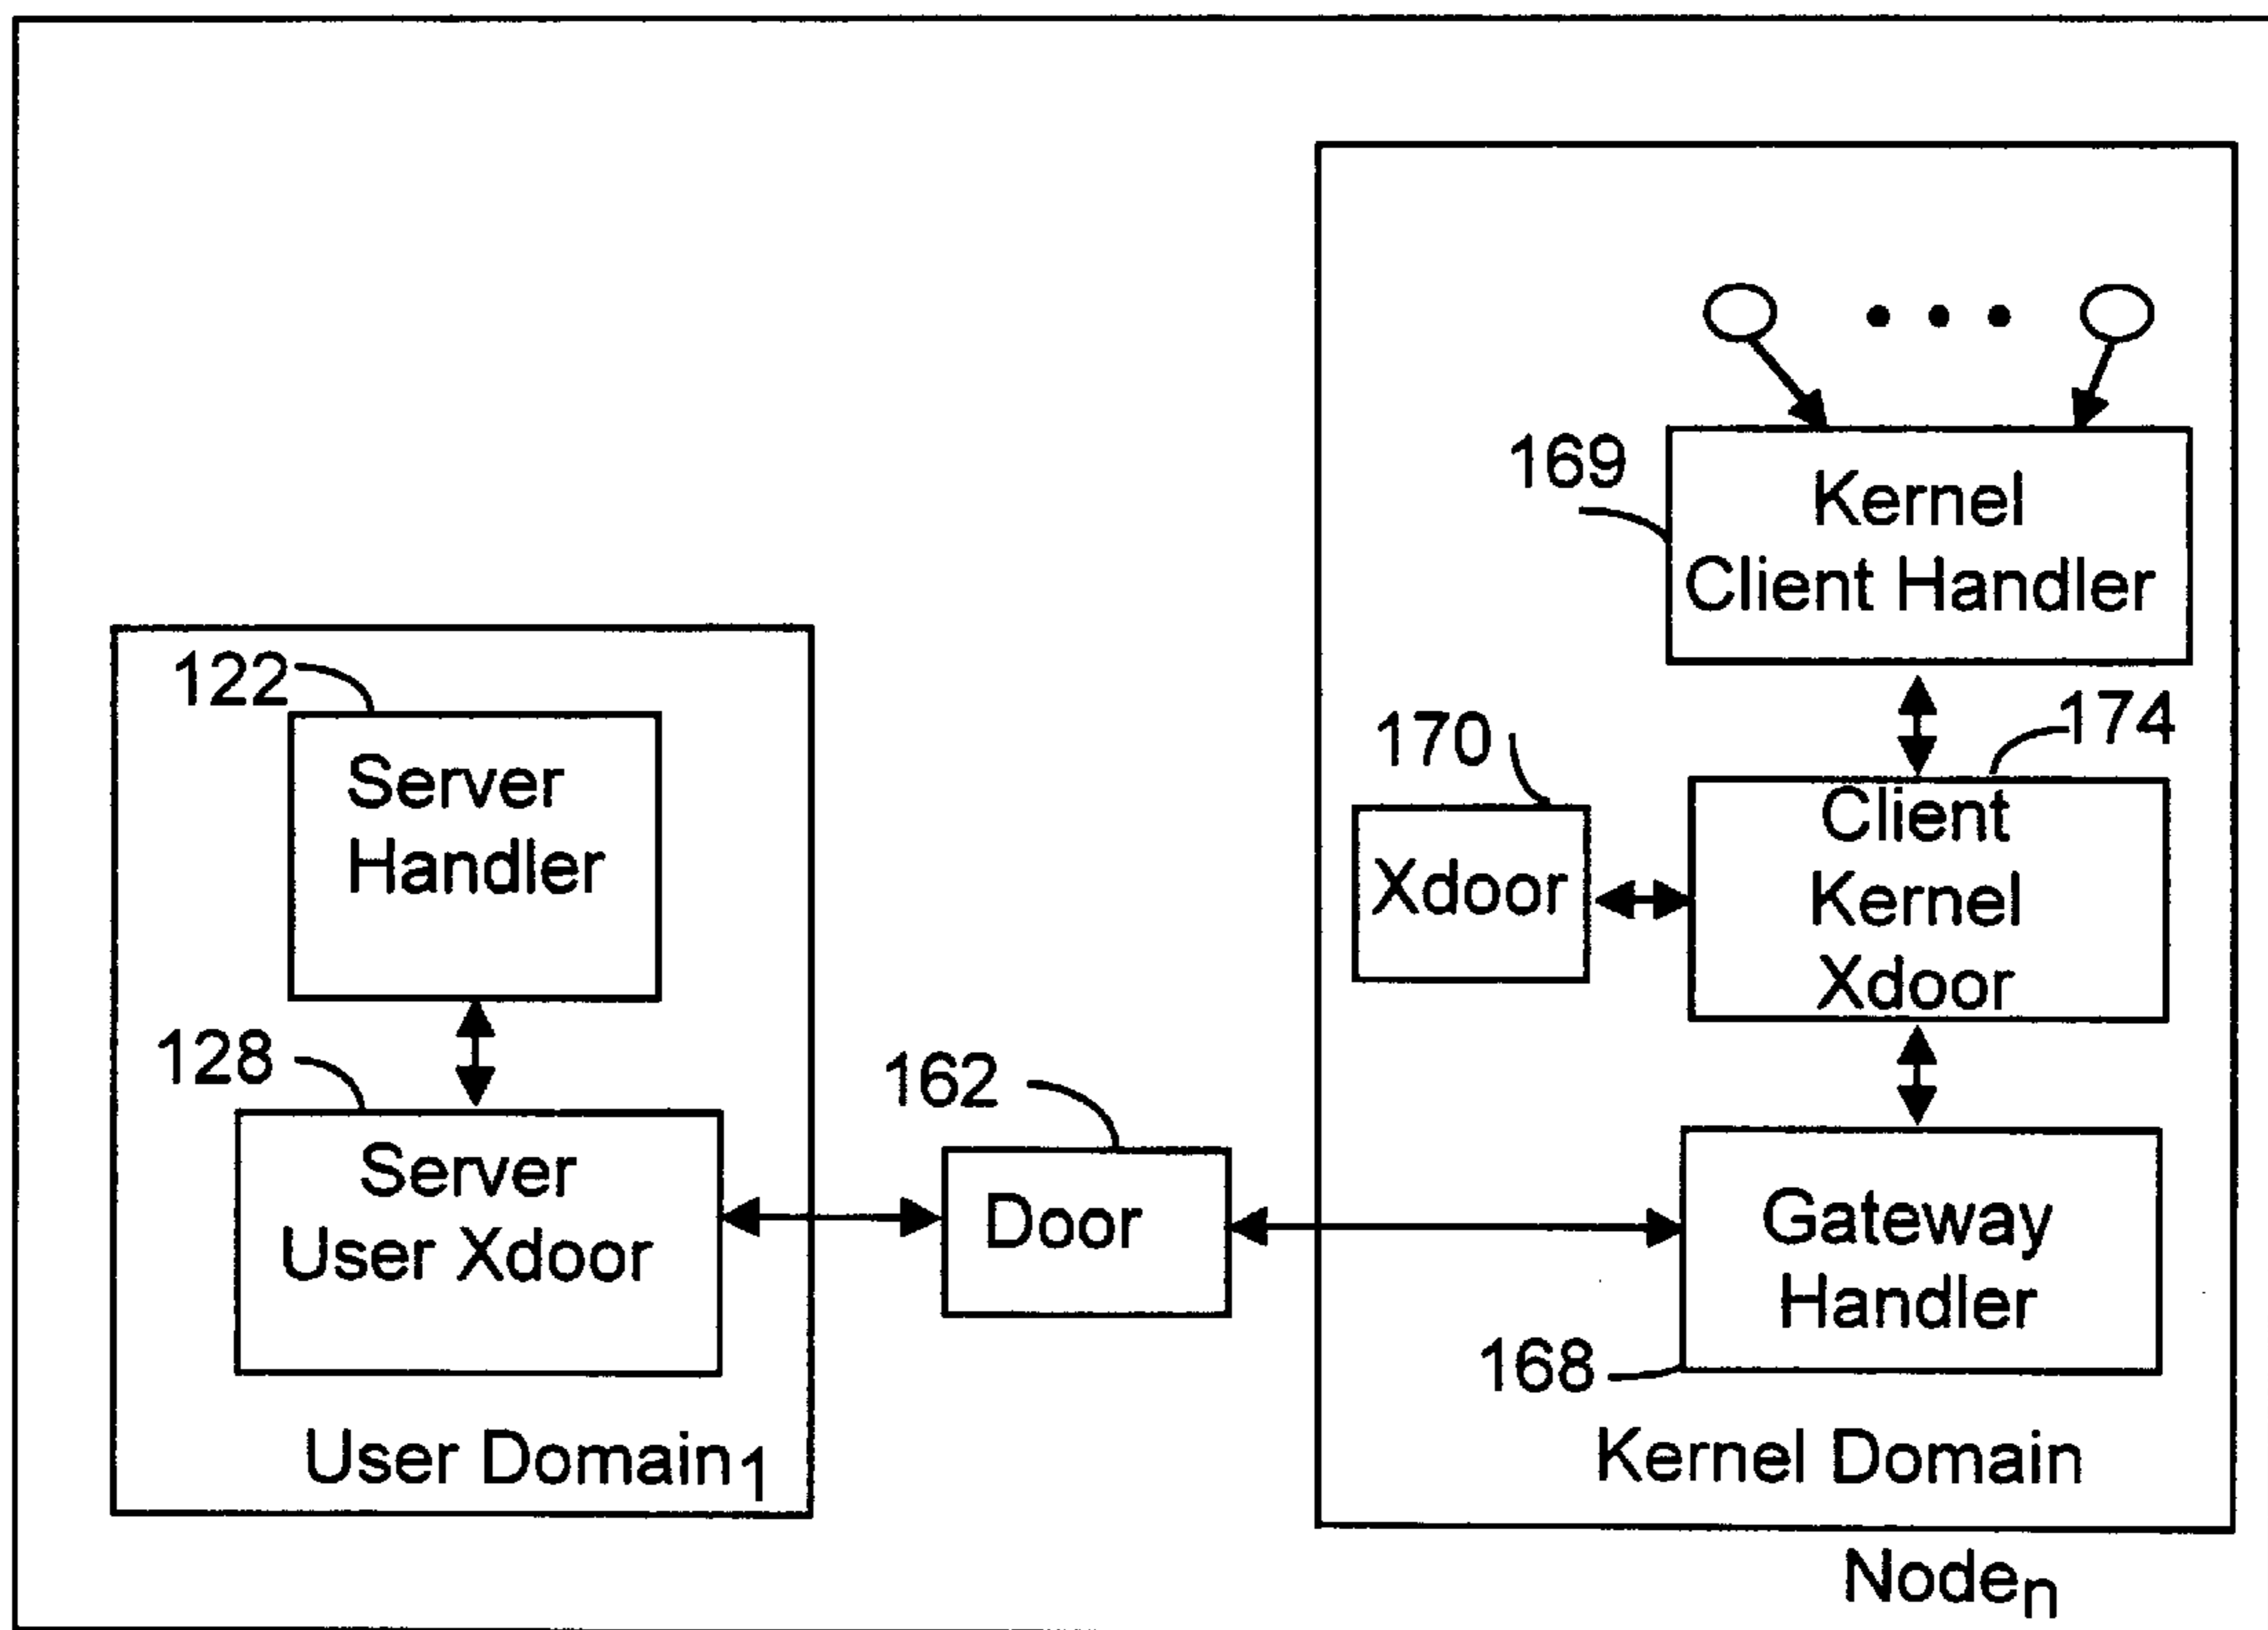 169
Kernel
Client Handler
122
Server
Handler
170
174
Xdoor
Client
Kernel
Xdoor
128
Server
User Xdoor
162
Door
Gateway
Handler
168
User Domain1
Kernel Domain
Noden